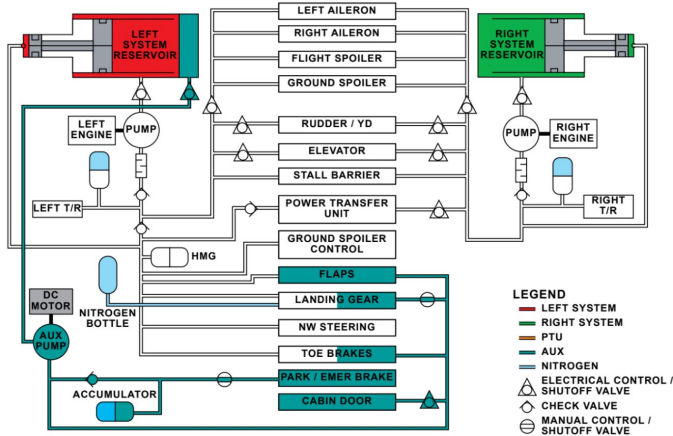 LEFT
SYSTEM
RESERVOIR
LEFT AILERON
RIGHT AILERON
FLIGHT SPOILER
GROUND SPOILER
RIGHT
SYSTEM
RESERVOIR
LEFT
ENGINE
PUMP
RUDDER / YD
ELEVATOR
STALL BARRIER
PUMP
RIGHT
ENGINE
LEFT T/R
POWER TRANSFER
UNIT
RIGHT
T/R
HMG
GROUND SPOILER
CONTROL
DC
MOTOR
NITROGEN
BOTTLE
FLAPS
LANDING GEAR
NW STEERING
AUX
PUMP
TOE BRAKES
ACCUMULATOR
PARK / EMER BRAKE
CABIN DOOR
LEGEND
LEFT SYSTEM
RIGHT SYSTEM
PTU
AUX
NITROGEN
ELECTRICAL CONTROL /
SHUTOFF VALVE
CHECK VALVE
MANUAL CONTROL /
SHUTOFF VALVE